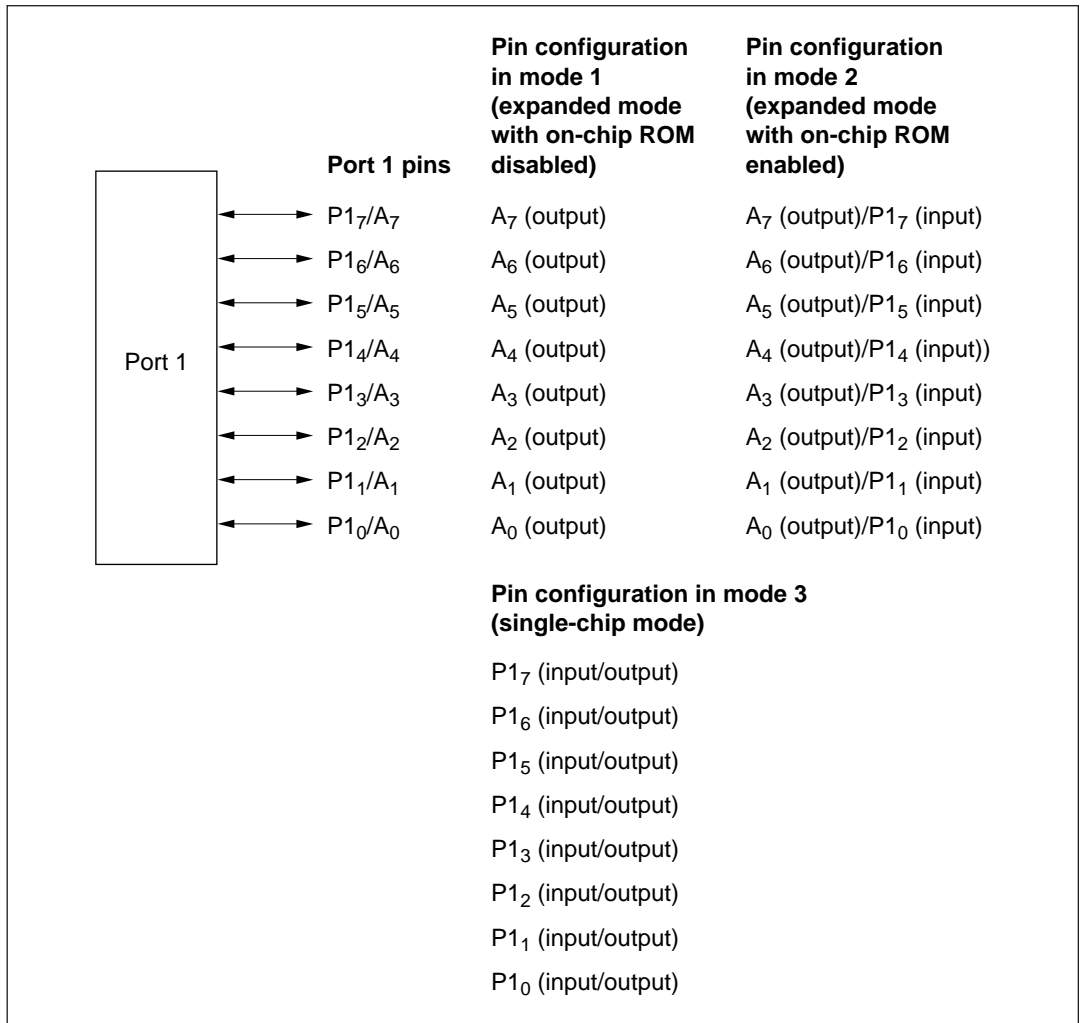 Pin configuration
in mode 1
(expanded mode
with on-chip ROM
disabled)
Pin configuration
in mode 2
(expanded mode
with on-chip ROM
enabled)
Port 1 pins
Port 1
P1₇/A₇ A₇ (output) A₇ (output)/P1₇ (input)
P1₆/A₆ A₆ (output) A₆ (output)/P1₆ (input)
P1₅/A₅ A₅ (output) A₅ (output)/P1₅ (input)
P1₄/A₄ A₄ (output) A₄ (output)/P1₄ (input))
P1₃/A₃ A₃ (output) A₃ (output)/P1₃ (input)
P1₂/A₂ A₂ (output) A₂ (output)/P1₂ (input)
P1₁/A₁ A₁ (output) A₁ (output)/P1₁ (input)
P1₀/A₀ A₀ (output) A₀ (output)/P1₀ (input)
Pin configuration in mode 3
(single-chip mode)
P1₇ (input/output)
P1₆ (input/output)
P1₅ (input/output)
P1₄ (input/output)
P1₃ (input/output)
P1₂ (input/output)
P1₁ (input/output)
P1₀ (input/output)